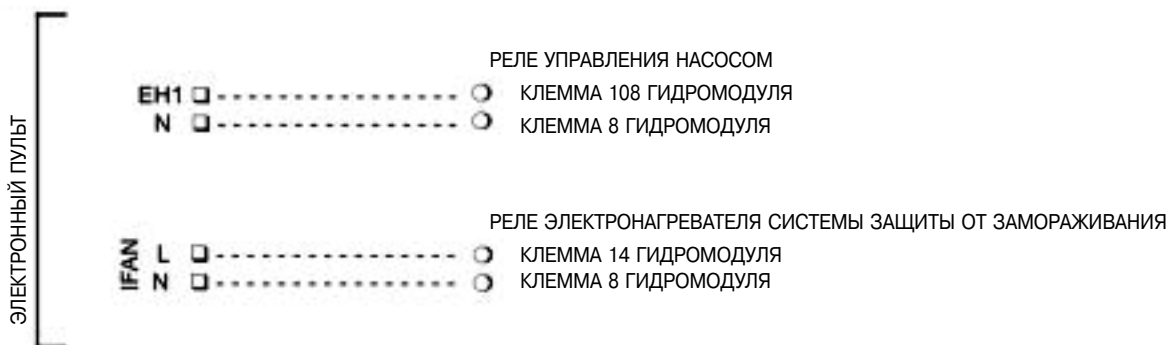 ЭЛЕКТРОННЫЙ ПУЛЬТ
РЕЛЕ УПРАВЛЕНИЯ НАСОСОМ
EH1 КЛЕММА 108 ГИДРОМОДУЛЯ
N КЛЕММА 8 ГИДРОМОДУЛЯ
РЕЛЕ ЭЛЕКТРОНАГРЕВАТЕЛЯ СИСТЕМЫ ЗАЩИТЫ ОТ ЗАМОРАЖИВАНИЯ
IFAN
L КЛЕММА 14 ГИДРОМОДУЛЯ
N КЛЕММА 8 ГИДРОМОДУЛЯ